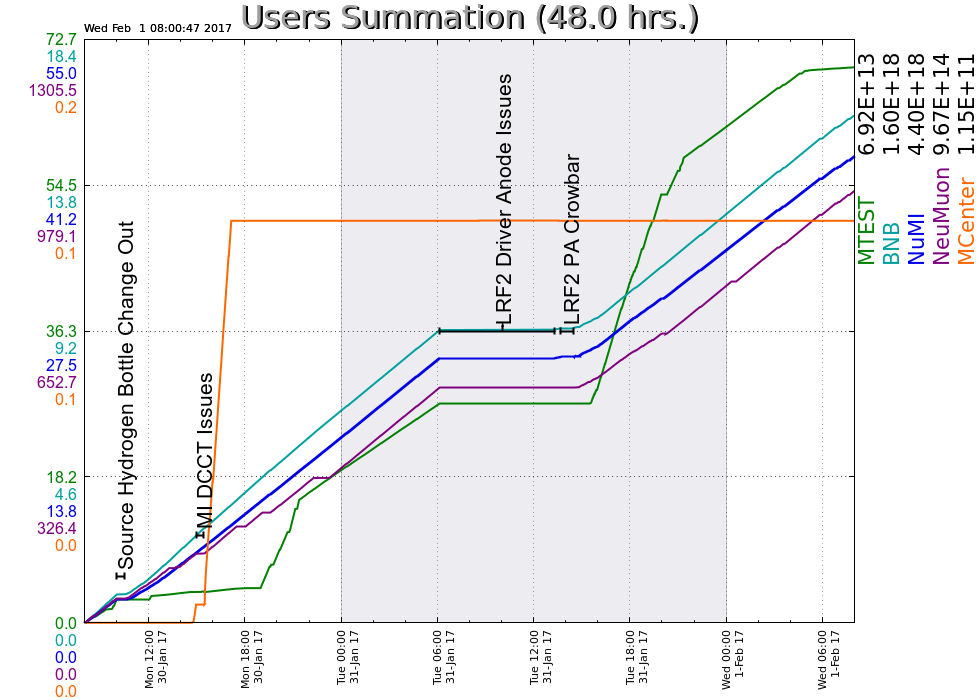 Users Summation (48.0 hrs.)
Wed Feb  1 08:00:47 2017
72.7
18.4
55.0
1305.5
0.2
54.5
13.8
41.2
979.1
0.1
36.3
9.2
27.5
652.7
0.1
18.2
4.6
13.8
326.4
0.0
0.0
0.0
0.0
0.0
0.0
Source Hydrogen Bottle Change Out
MI DCCT Issues
LRF2 Driver Anode Issues
LRF2 PA Crowbar
MTEST 6.92E+13
BNB 1.60E+18
NuMI 4.40E+18
NeuMuon 9.67E+14
MCenter 1.15E+11
Mon 12:00
30-Jan 17
Mon 18:00
30-Jan 17
Tue 00:00
31-Jan 17
Tue 06:00
31-Jan 17
Tue 12:00
31-Jan 17
Tue 18:00
31-Jan 17
Wed 00:00
1-Feb 17
Wed 06:00
1-Feb 17